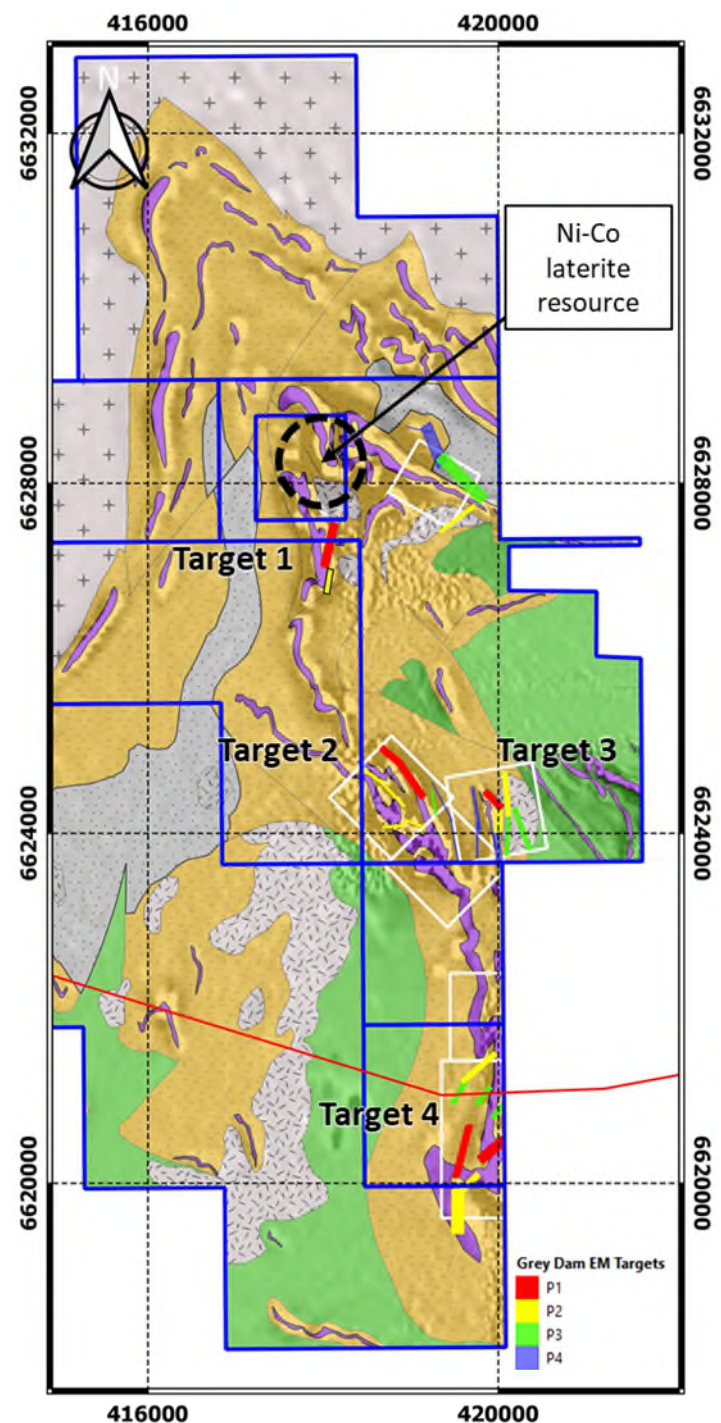 416000
420000
N
6632000
6632000
Ni-Co
laterite
resource
6628000
6628000
Target 1
Target 2
Target 3
6624000
6624000
Target 4
6620000
6620000
Grey Dam EM Targets
P1
P2
P3
P4
416000
420000